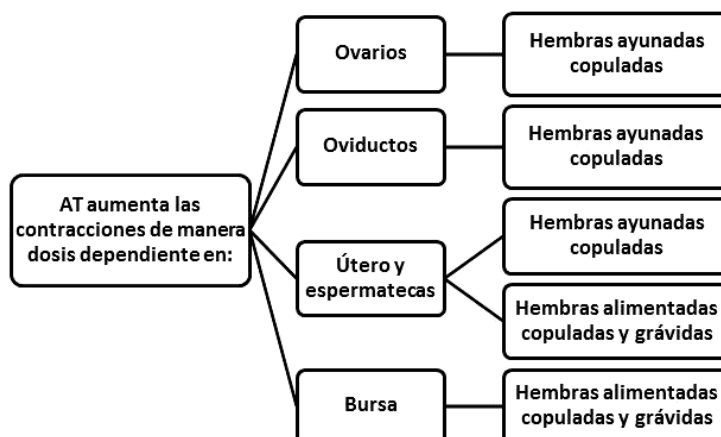 AT aumenta las
contracciones de manera
dosis dependiente en:
Ovarios
Hembras ayunadas
copuladas
Oviductos
Hembras ayunadas
copuladas
Útero y
espermatecas
Hembras ayunadas
copuladas
Hembras alimentadas
copuladas y grávidas
Bursa
Hembras alimentadas
copuladas y grávidas